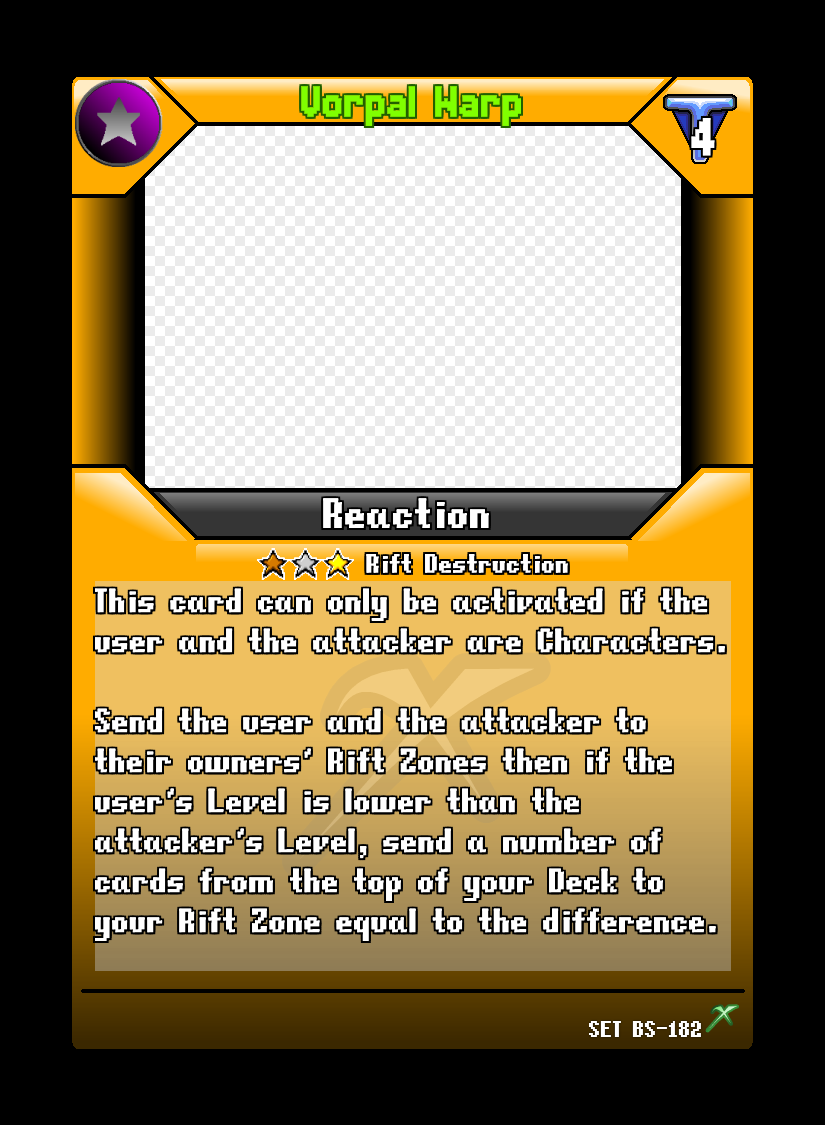 Vorpal Warp
4
Reaction
Rift Destruction
This card can only be activated if the
user and the attacker are Characters.
Send the user and the attacker to
their owners' Rift Zones then if the
user's Level is lower than the
attacker's Level, send a number of
cards from the top of your Deck to
your Rift Zone equal to the difference.
SET BS-182